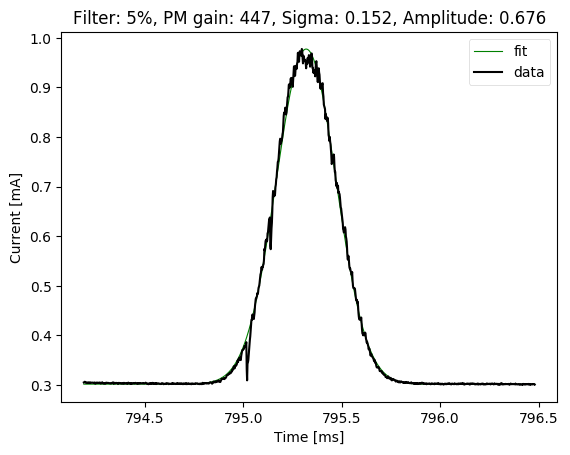 Filter: 5%, PM gain: 447, Sigma: 0.152, Amplitude: 0.676
fit
data
Current [mA]
1.0
0.9
0.8
0.7
0.6
0.5
0.4
0.3
794.5 795.0 795.5 796.0 796.5
Time [ms]